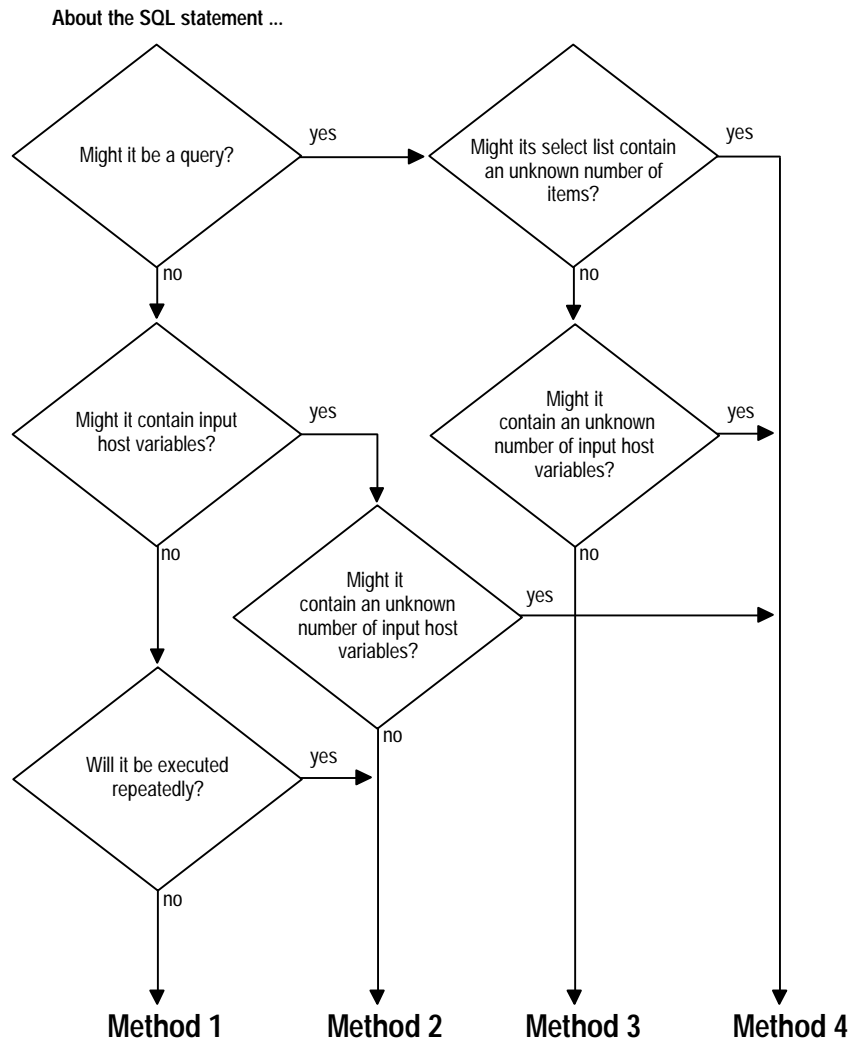 About the SQL statement ...
Might it be a query?
yes
Might its select list contain
an unknown number of
items?
yes
no
no
Might it contain input
host variables?
yes
Might it
contain an unknown
number of input host
variables?
yes
no
no
Might it
contain an unknown
number of input host
variables?
yes
no
Will it be executed
repeatedly?
yes
no
Method 1
Method 2
Method 3
Method 4